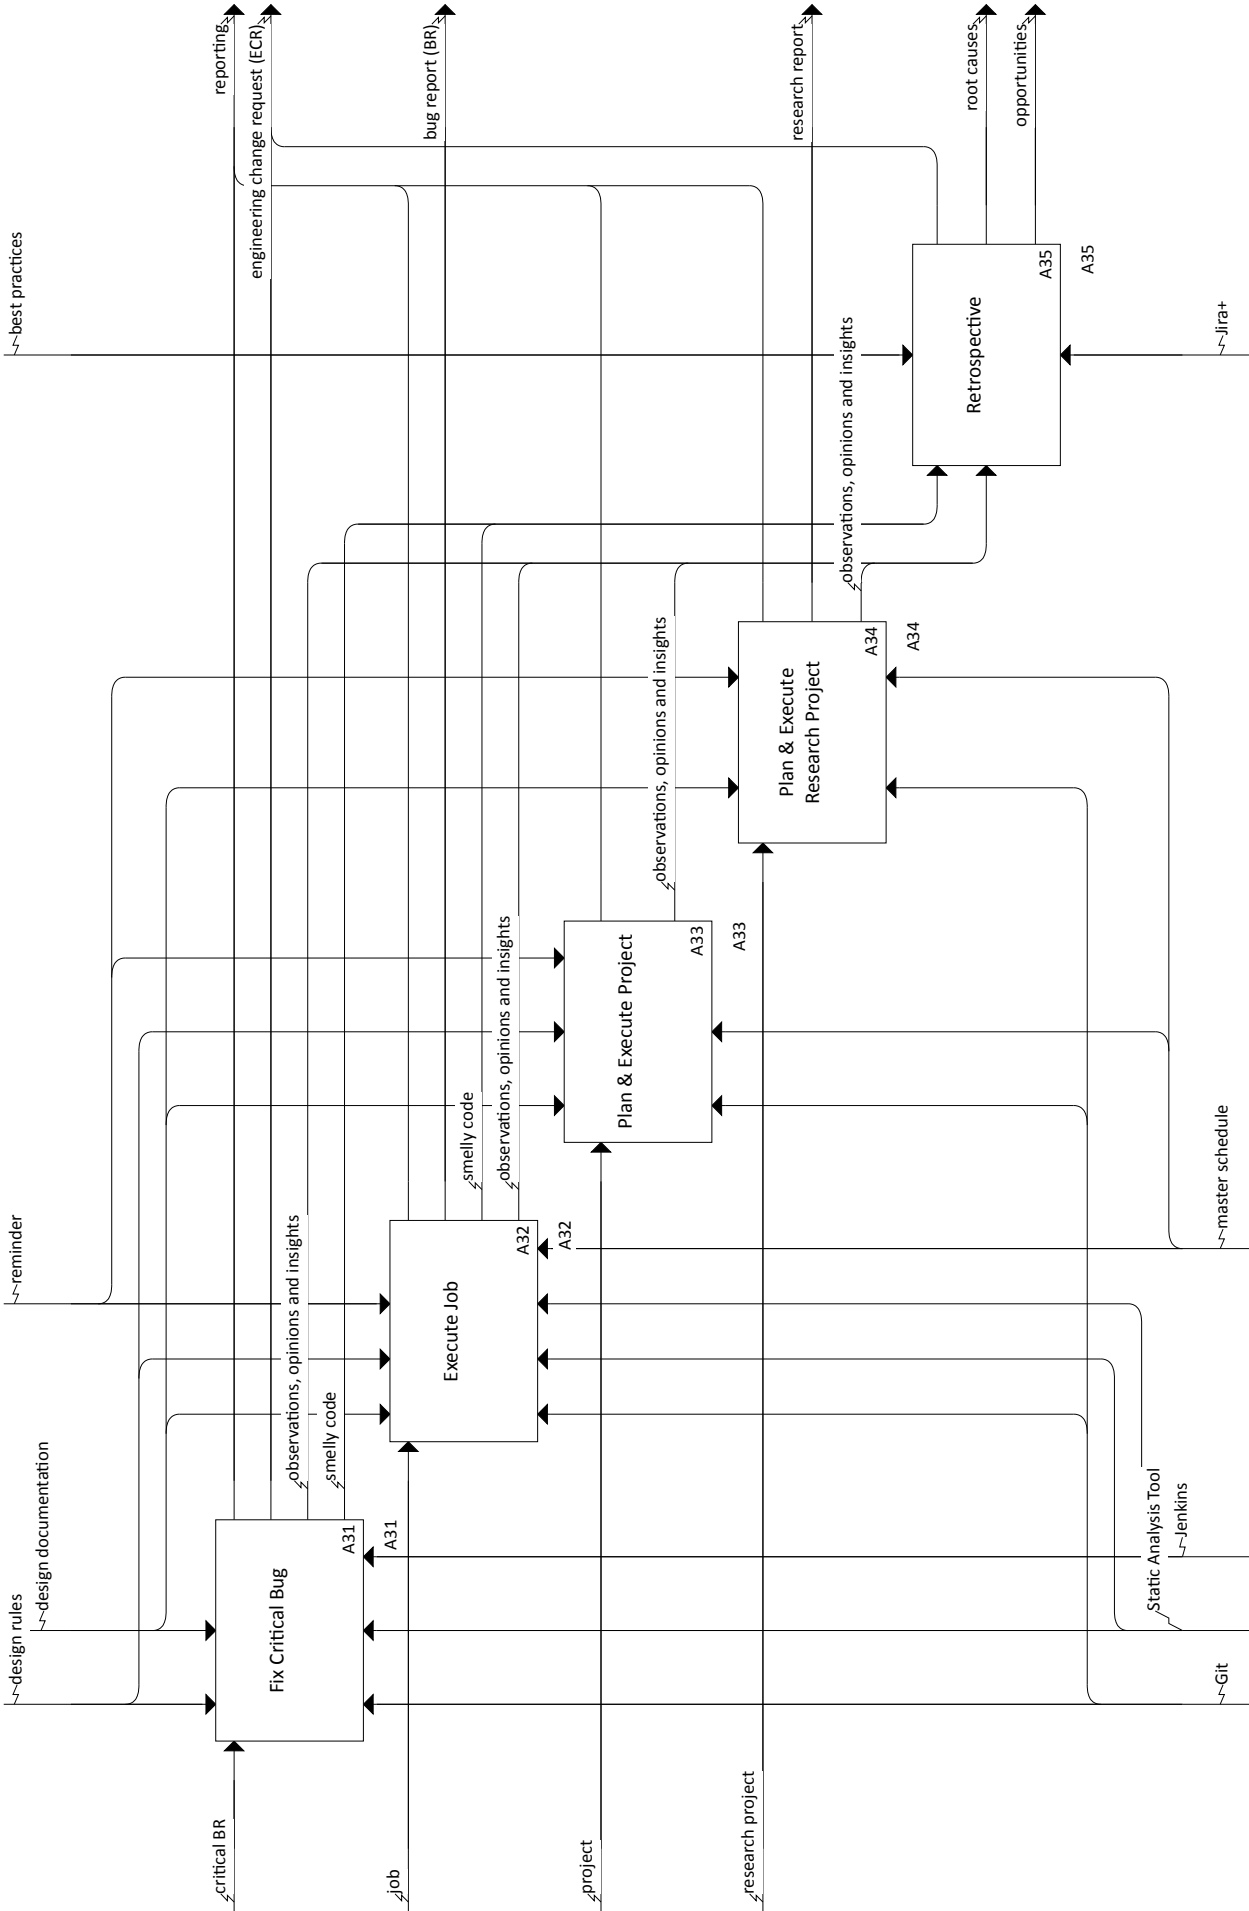 design rules
design documentation
reminder
best practices
critical BR
Fix Critical Bug
A31
A31
observations, opinions and insights
smelly code
reporting
engineering change request (ECR)
job
Execute Job
A32
A32
bug report (BR)
smelly code
observations, opinions and insights
project
Plan & Execute Project
A33
A33
observations, opinions and insights
research project
Plan & Execute
Research Project
A34
A34
research report
observations, opinions and insights
Retrospective
A35
A35
root causes
opportunities
Git
Static Analysis Tool
Jenkins
master schedule
Jira+